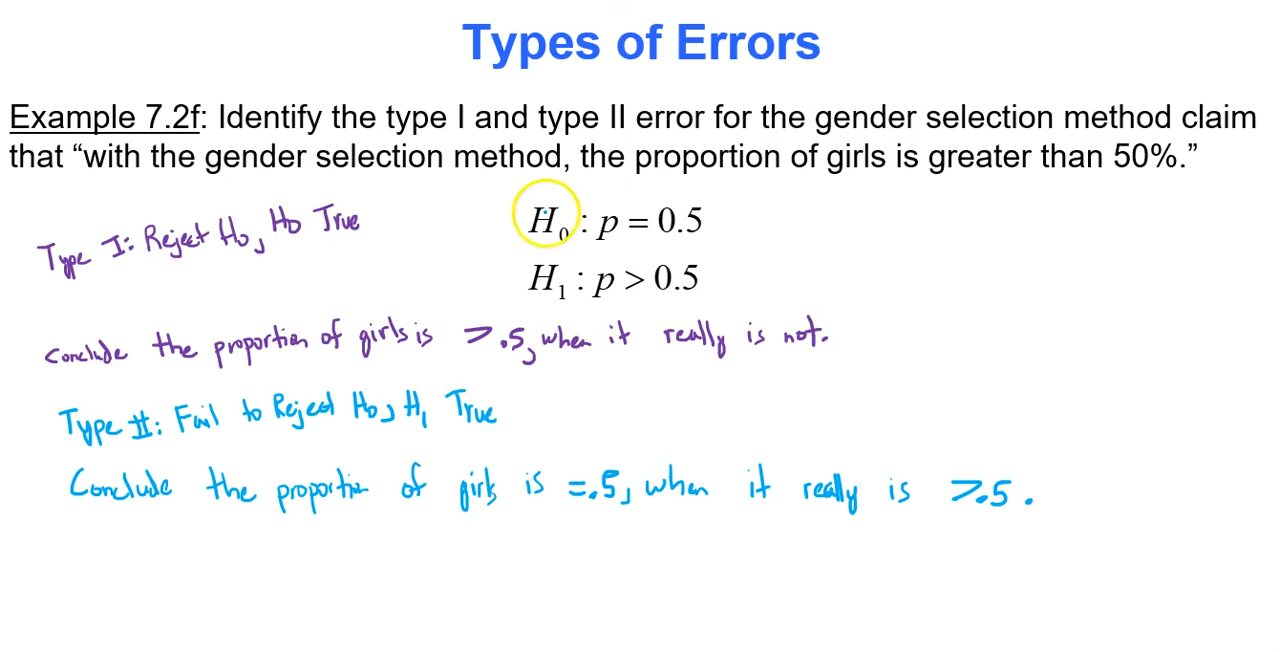 Types of Errors
Example 7.2f: Identify the type I and type II error for the gender selection method claim
that “with the gender selection method, the proportion of girls is greater than 50%.”
H₀ : p = 0.5
Type I: Reject H₀, H₀ True
H₁ : p > 0.5
Conclude the proportion of girls is >.5, when it really is not.
Type II: Fail to Reject H₀, H₁ True
Conclude the proportion of girls is =.5, when it really is >.5.